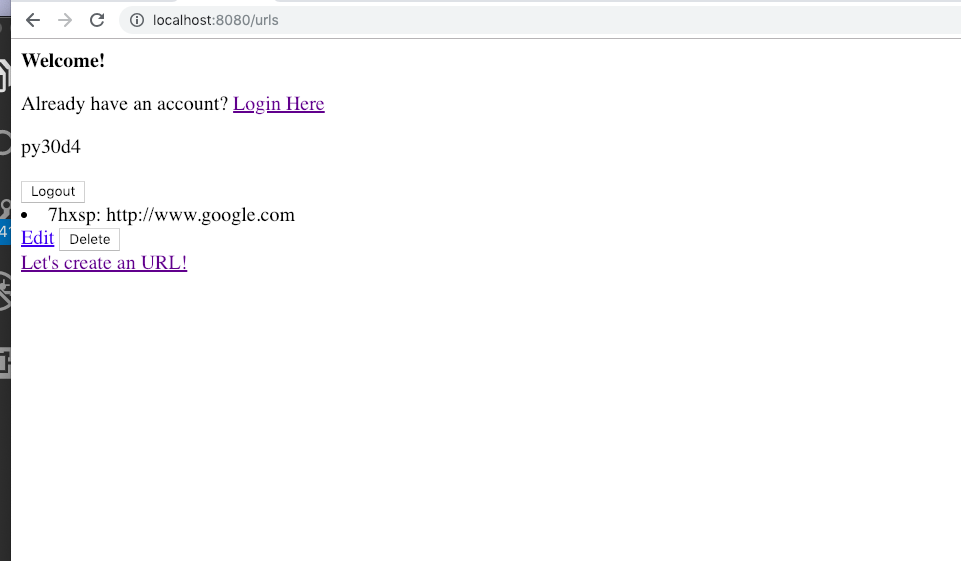 localhost:8080/urls
Welcome!
Already have an account? Login Here
py30d4
Logout
7hxsp: http://www.google.com
Edit Delete
Let's create an URL!